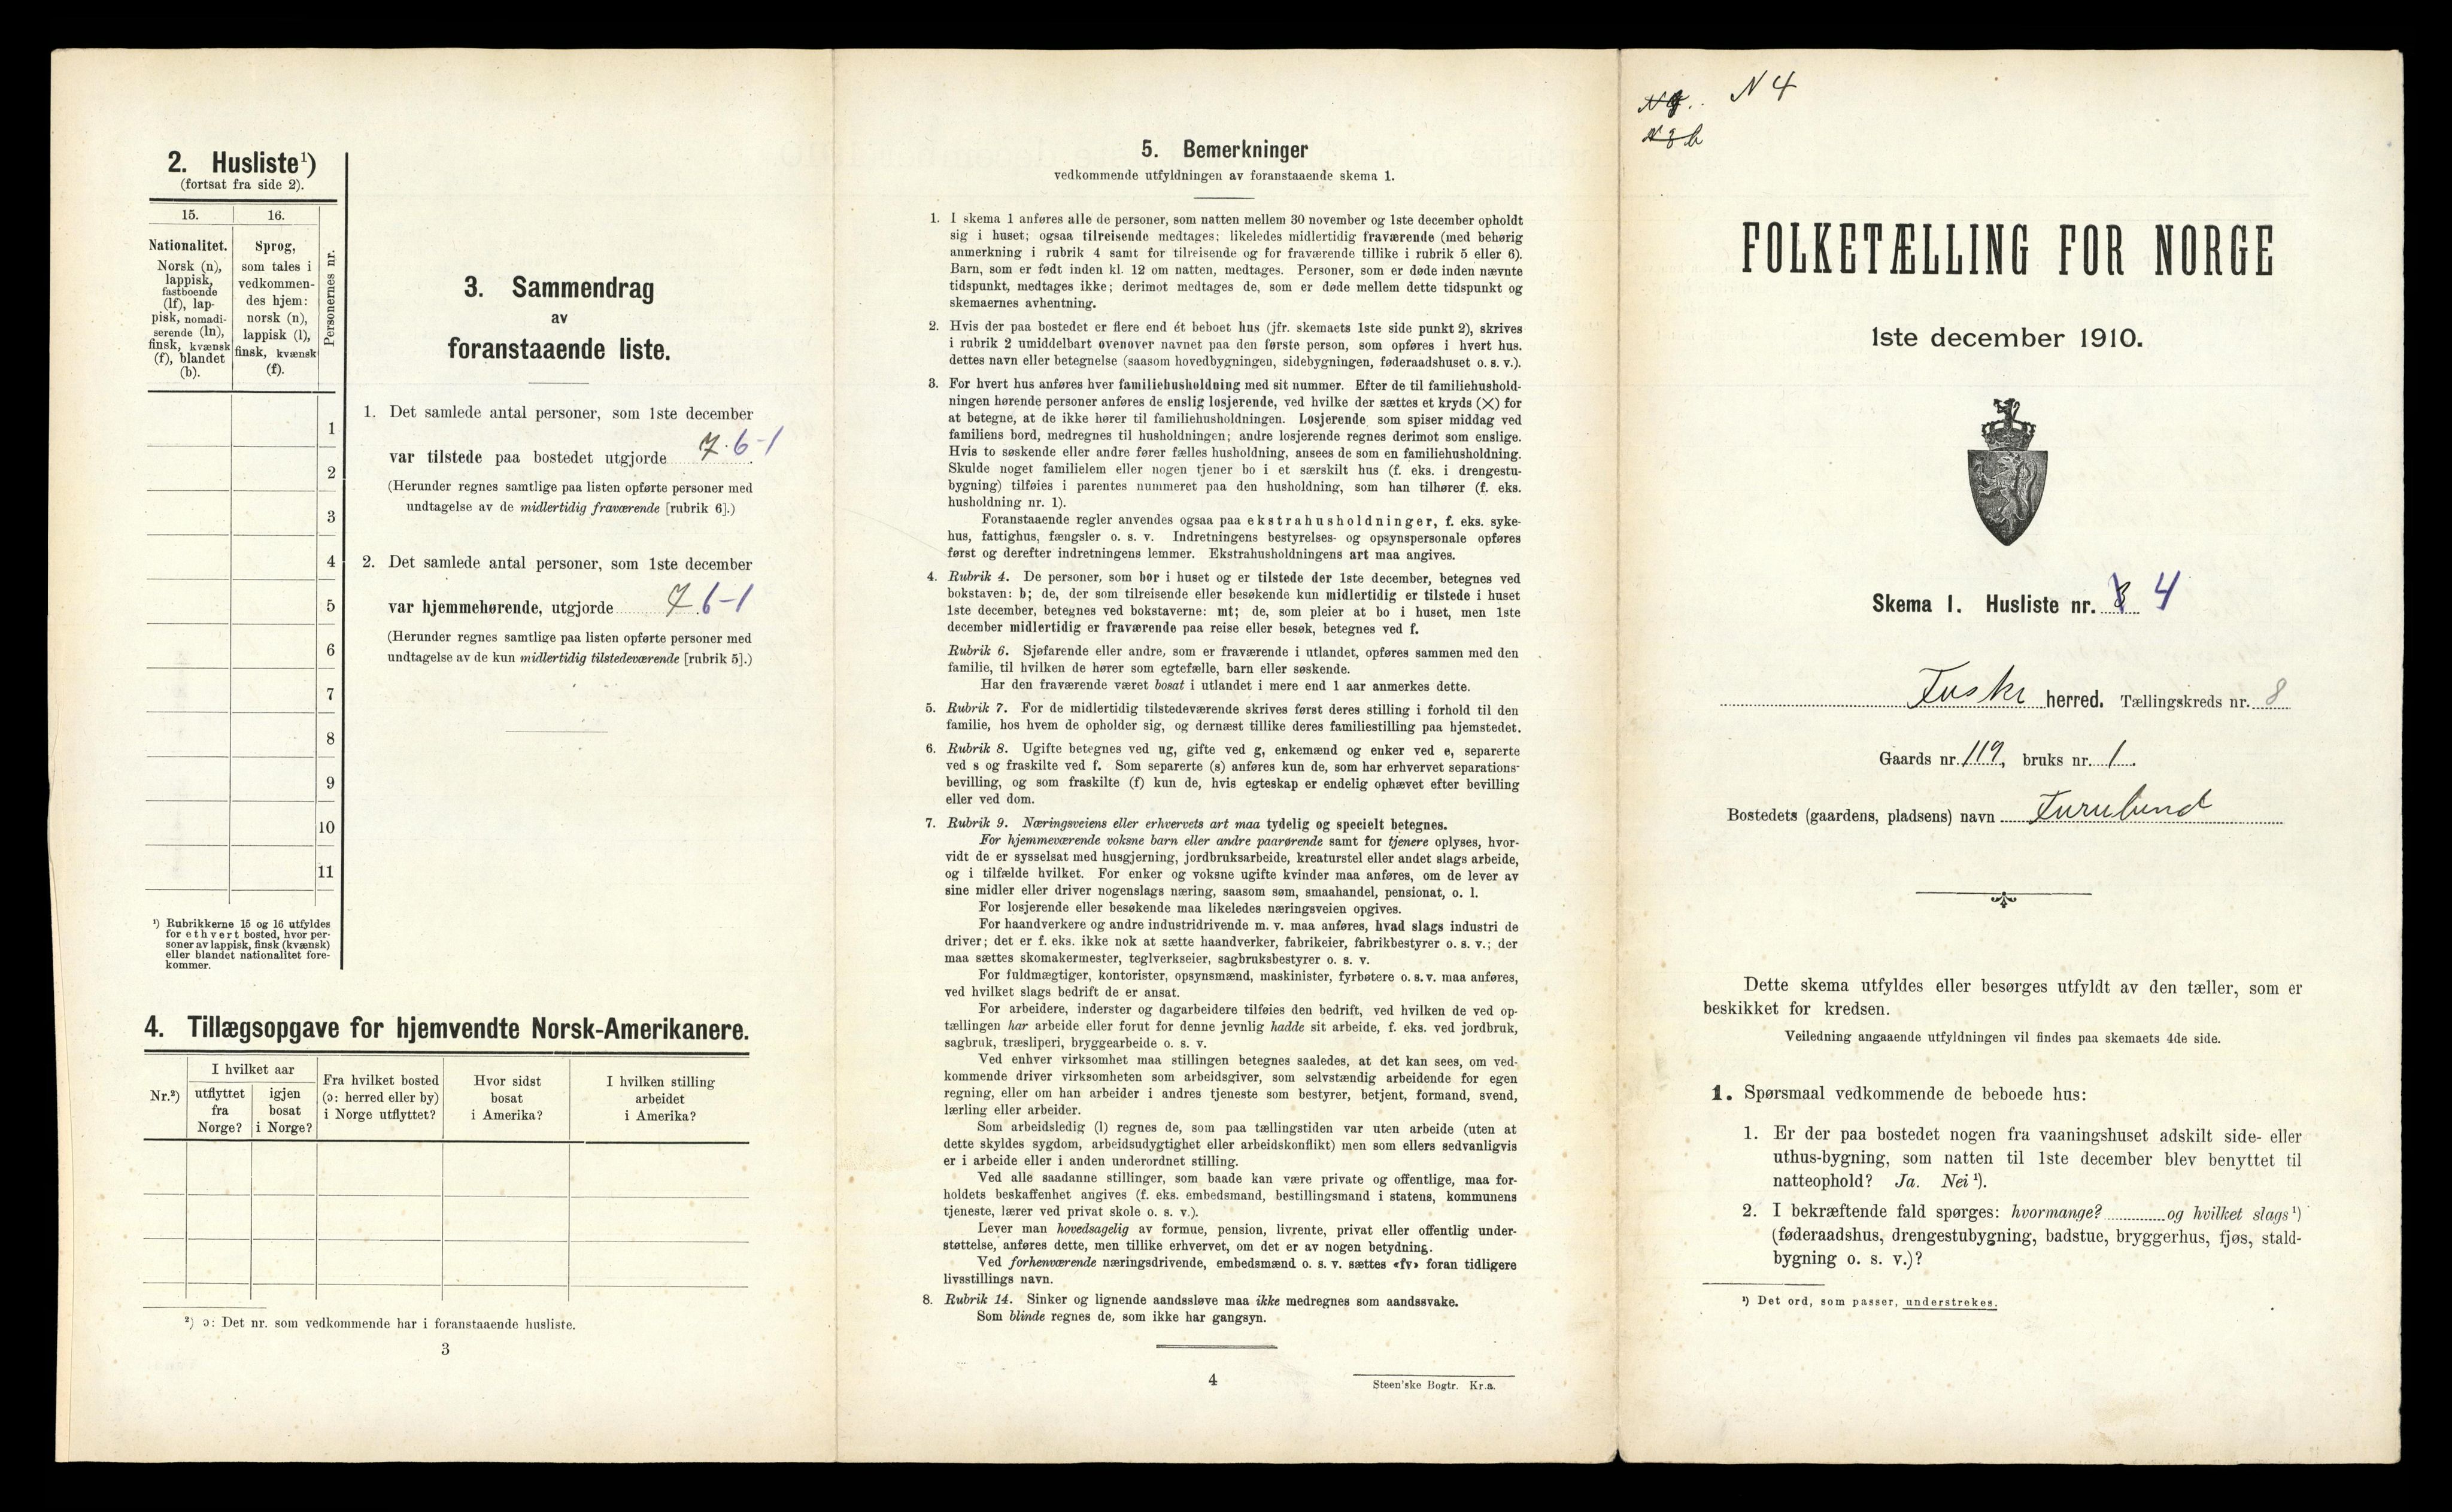 2. Husliste¹)
(fortsat fra side 2).
15. 16.
Nationalitet.
Norsk (n),
lappisk,
fastboende
(lf), lap-
pisk, nomadi-
serende (ln),
finsk, kvænsk
(f), blandet
(b).
Sprog,
som tales i
vedkommen-
des hjem:
norsk (n),
lappisk (l),
finsk, kvænsk
(f).
Personernes nr.
1
2
3
4
5
6
7
8
9
10
11
¹) Rubrikkerne 15 og 16 utfyldes
for ethvert bosted, hvor per-
soner av lappisk, finsk (kvænsk)
eller blandet nationalitet fore-
kommer.
3. Sammendrag
av
foranstaaende liste.
1. Det samlede antal personer, som 1ste december
var tilstede paa bostedet utgjorde 7. 6-1
(Herunder regnes samtlige paa listen opførte personer med
undtagelse av de midlertidig fraværende [rubrik 6].)
2. Det samlede antal personer, som 1ste december
var hjemmehørende, utgjorde 7. 6-1
(Herunder regnes samtlige paa listen opførte personer med
undtagelse av de kun midlertidig tilstedeværende [rubrik 5].)
4. Tillægsopgave for hjemvendte Norsk-Amerikanere.
Nr.²)
I hvilket aar
utflyttet
fra
Norge?
igjen
bosat
i Norge?
Fra hvilket bosted
(ɔ: herred eller by)
i Norge utflyttet?
Hvor sidst
bosat
i Amerika?
I hvilken stilling
arbeidet
i Amerika?
²) ɔ: Det nr. som vedkommende har i foranstaaende husliste.
3
5. Bemerkninger
vedkommende utfyldningen av foranstaaende skema 1.
1. I skema 1 anføres alle de personer, som natten mellem 30 november og 1ste december opholdt
sig i huset; ogsaa tilreisende medtages; likeledes midlertidig fraværende (med behørig
anmerkning i rubrik 4 samt for tilreisende og for fraværende tillike i rubrik 5 eller 6).
Barn, som er født inden kl. 12 om natten, medtages. Personer, som er døde inden nævnte
tidspunkt, medtages ikke; derimot medtages de, som er døde mellem dette tidspunkt og
skemaernes avhentning.
2. Hvis der paa bostedet er flere end ét beboet hus (jfr. skemaets 1ste side punkt 2), skrives
i rubrik 2 umiddelbart ovenover navnet paa den første person, som opføres i hvert hus.
dettes navn eller betegnelse (saasom hovedbygningen, sidebygningen, føderaadshuset o. s. v.).
3. For hvert hus anføres hver familiehusholdning med sit nummer. Efter de til familiehushold-
ningen hørende personer anføres de enslig losjerende, ved hvilke der sættes et kryds (×) for
at betegne, at de ikke hører til familiehusholdningen. Losjerende som spiser middag ved
familiens bord, medregnes til husholdningen; andre losjerende regnes derimot som enslige.
Hvis to søskende eller andre fører fælles husholdning, ansees de som en familiehusholdning.
Skulde noget familielem eller nogen tjener bo i et særskilt hus (f. eks. i drengestu-
bygning) tilføies i parentes nummeret paa den husholdning, som han tilhører (f. eks.
husholdning nr. 1).
Foranstaaende regler anvendes ogsaa paa ekstrahusholdninger, f. eks. syke-
hus, fattighus, fængsler o. s. v. Indretningens bestyrelses- og opsynspersonale opføres
først og derefter indretningens lemmer. Ekstrahusholdningens art maa angives.
4. Rubrik 4. De personer, som bor i huset og er tilstede der 1ste december, betegnes ved
bokstaven: b; de, der som tilreisende eller besøkende kun midlertidig er tilstede i huset
1ste december, betegnes ved bokstaverne: mt; de, som pleier at bo i huset, men 1ste
december midlertidig er fraværende paa reise eller besøk, betegnes ved f.
Rubrik 6. Sjøfarende eller andre, som er fraværende i utlandet, opføres sammen med den
familie, til hvilken de hører som egtefælle, barn eller søskende.
Har den fraværende været bosat i utlandet i mere end 1 aar anmerkes dette.
5. Rubrik 7. For de midlertidig tilstedeværende skrives først deres stilling i forhold til den
familie, hos hvem de opholder sig, og dernæst tillike deres familiestilling paa hjemstedet.
6. Rubrik 8. Ugifte betegnes ved ug, gifte ved g, enkemænd og enker ved e, separerte
ved s og fraskilte ved f. Som separerte (s) anføres kun de, som har erhvervet separations-
bevilling, og som fraskilte (f) kun de, hvis egteskap er endelig ophævet efter bevilling
eller ved dom.
7. Rubrik 9. Næringsveiens eller erhvervets art maa tydelig og specielt betegnes.
For hjemmeværende voksne barn eller andre paarørende samt for tjenere oplyses, hvor-
vidt de er sysselsat med husgjerning, jordbruksarbeide, kreaturstel eller andet slags arbeide,
og i tilfælde hvilket. For enker og voksne ugifte kvinder maa anføres, om de lever av
sine midler eller driver nogenslags næring, saasom søm, smaahandel, pensionat, o. l.
For losjerende eller besøkende maa likeledes næringsveien opgives.
For haandverkere og andre industridrivende m. v. maa anføres, hvad slags industri de
driver; det er f. eks. ikke nok at sætte haandverker, fabrikeier, fabrikbestyrer o. s. v.; der
maa sættes skomakermester, teglverkseier, sagbruksbestyrer o. s. v.
For fuldmægtiger, kontorister, opsynsmænd, maskinister, fyrbøtere o. s. v. maa anføres,
ved hvilket slags bedrift de er ansat.
For arbeidere, inderster og dagarbeidere tilføies den bedrift, ved hvilken de ved op-
tællingen har arbeide eller forut for denne jevnlig hadde sit arbeide, f. eks. ved jordbruk,
sagbruk, træsliperi, bryggearbeide o. s. v.
Ved enhver virksomhet maa stillingen betegnes saaledes, at det kan sees, om ved-
kommende driver virksomheten som arbeidsgiver, som selvstændig arbeidende for egen
regning, eller om han arbeider i andres tjeneste som bestyrer, betjent, formand, svend,
lærling eller arbeider.
Som arbeidsledig (l) regnes de, som paa tællingstiden var uten arbeide (uten at
dette skyldes sygdom, arbeidsudygtighet eller arbeidskonflikt) men som ellers sedvanligvis
er i arbeide eller i anden underordnet stilling.
Ved alle saadanne stillinger, som baade kan være private og offentlige, maa for-
holdets beskaffenhet angives (f. eks. embedsmand, bestillingsmand i statens, kommunens
tjeneste, lærer ved privat skole o. s. v.).
Lever man hovedsagelig av formue, pension, livrente, privat eller offentlig under-
støttelse, anføres dette, men tillike erhvervet, om det er av nogen betydning.
Ved forhenværende næringsdrivende, embedsmænd o. s. v. sættes «fv» foran tidligere
livsstillings navn.
8. Rubrik 14. Sinker og lignende aandssløve maa ikke medregnes som aandssvake.
Som blinde regnes de, som ikke har gangsyn.
4
Steen'ske Bogtr. Kr.a.
N 4
FOLKETÆLLING FOR NORGE
1ste december 1910.
Skema 1. Husliste nr. 8 4
Fuskr herred. Tællingskreds nr. 8
Gaards nr. 119, bruks nr. 1.
Bostedets (gaardens, pladsens) navn Furulund
Dette skema utfyldes eller besørges utfyldt av den tæller, som er
beskikket for kredsen.
Veiledning angaaende utfyldningen vil findes paa skemaets 4de side.
1. Spørsmaal vedkommende de beboede hus:
1. Er der paa bostedet nogen fra vaaningshuset adskilt side- eller
uthus-bygning, som natten til 1ste december blev benyttet til
natteophold? Ja. Nei ¹).
2. I bekræftende fald spørges: hvormange? og hvilket slags ¹)
(føderaadshus, drengestubygning, badstue, bryggerhus, fjøs, stald-
bygning o. s. v.)?
¹) Det ord, som passer, understrekes.